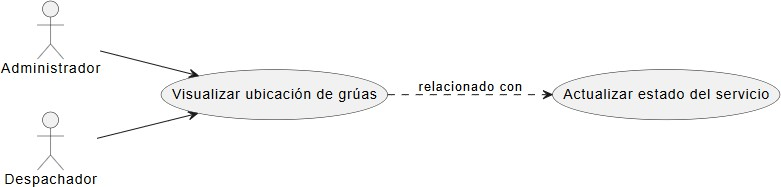 Administrador
Visualizar ubicación de grúas
relacionado con
Actualizar estado del servicio
Despachador